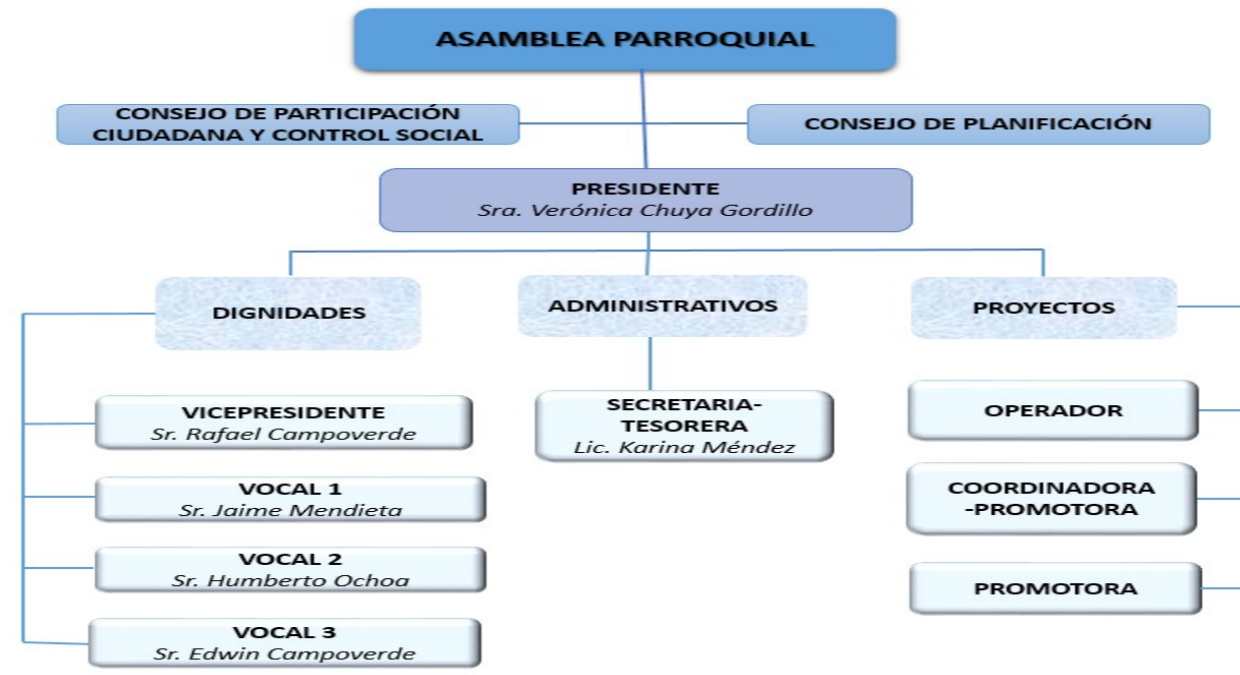 ASAMBLEA PARROQUIAL
CONSEJO DE PARTICIPACIÓN
CIUDADANA Y CONTROL SOCIAL
CONSEJO DE PLANIFICACIÓN
PRESIDENTE
Sra. Verónica Chuya Gordillo
DIGNIDADES
ADMINISTRATIVOS
PROYECTOS
VICEPRESIDENTE
Sr. Rafael Campoverde
VOCAL 1
Sr. Jaime Mendieta
VOCAL 2
Sr. Humberto Ochoa
VOCAL 3
Sr. Edwin Campoverde
SECRETARIA-
TESORERA
Lic. Karina Méndez
OPERADOR
COORDINADORA
-PROMOTORA
PROMOTORA